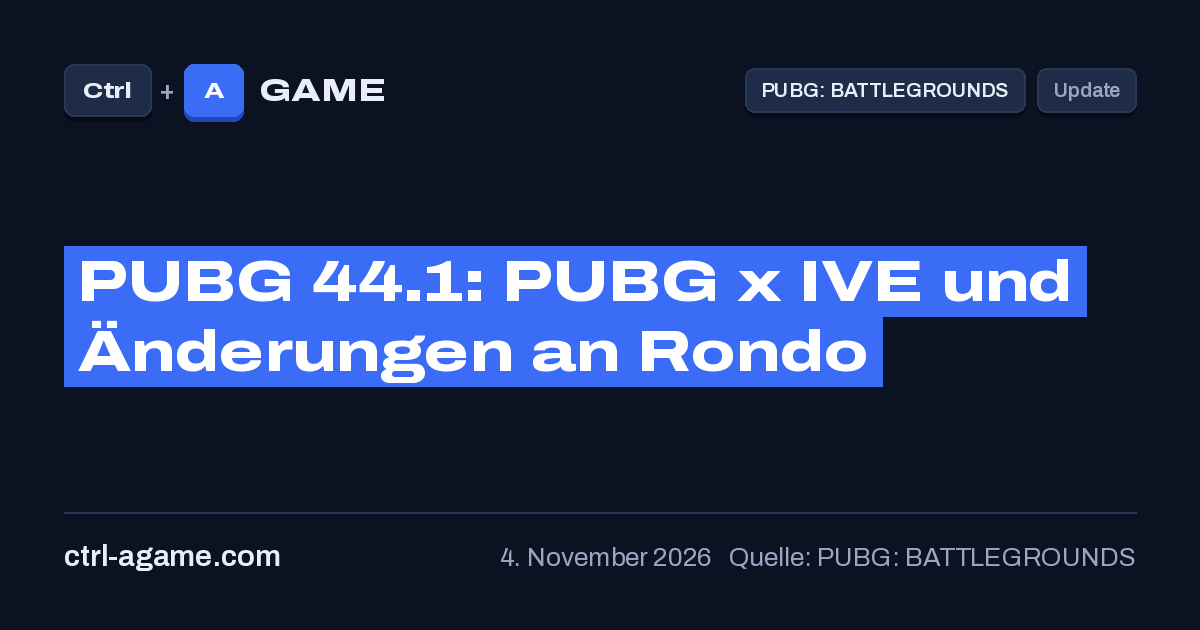 Ctrl + A GAME
PUBG: BATTLEGROUNDS Update
PUBG 44.1: PUBG x IVE und
Änderungen an Rondo
ctrl-agame.com
4. November 2026 Quelle: PUBG: BATTLEGROUNDS